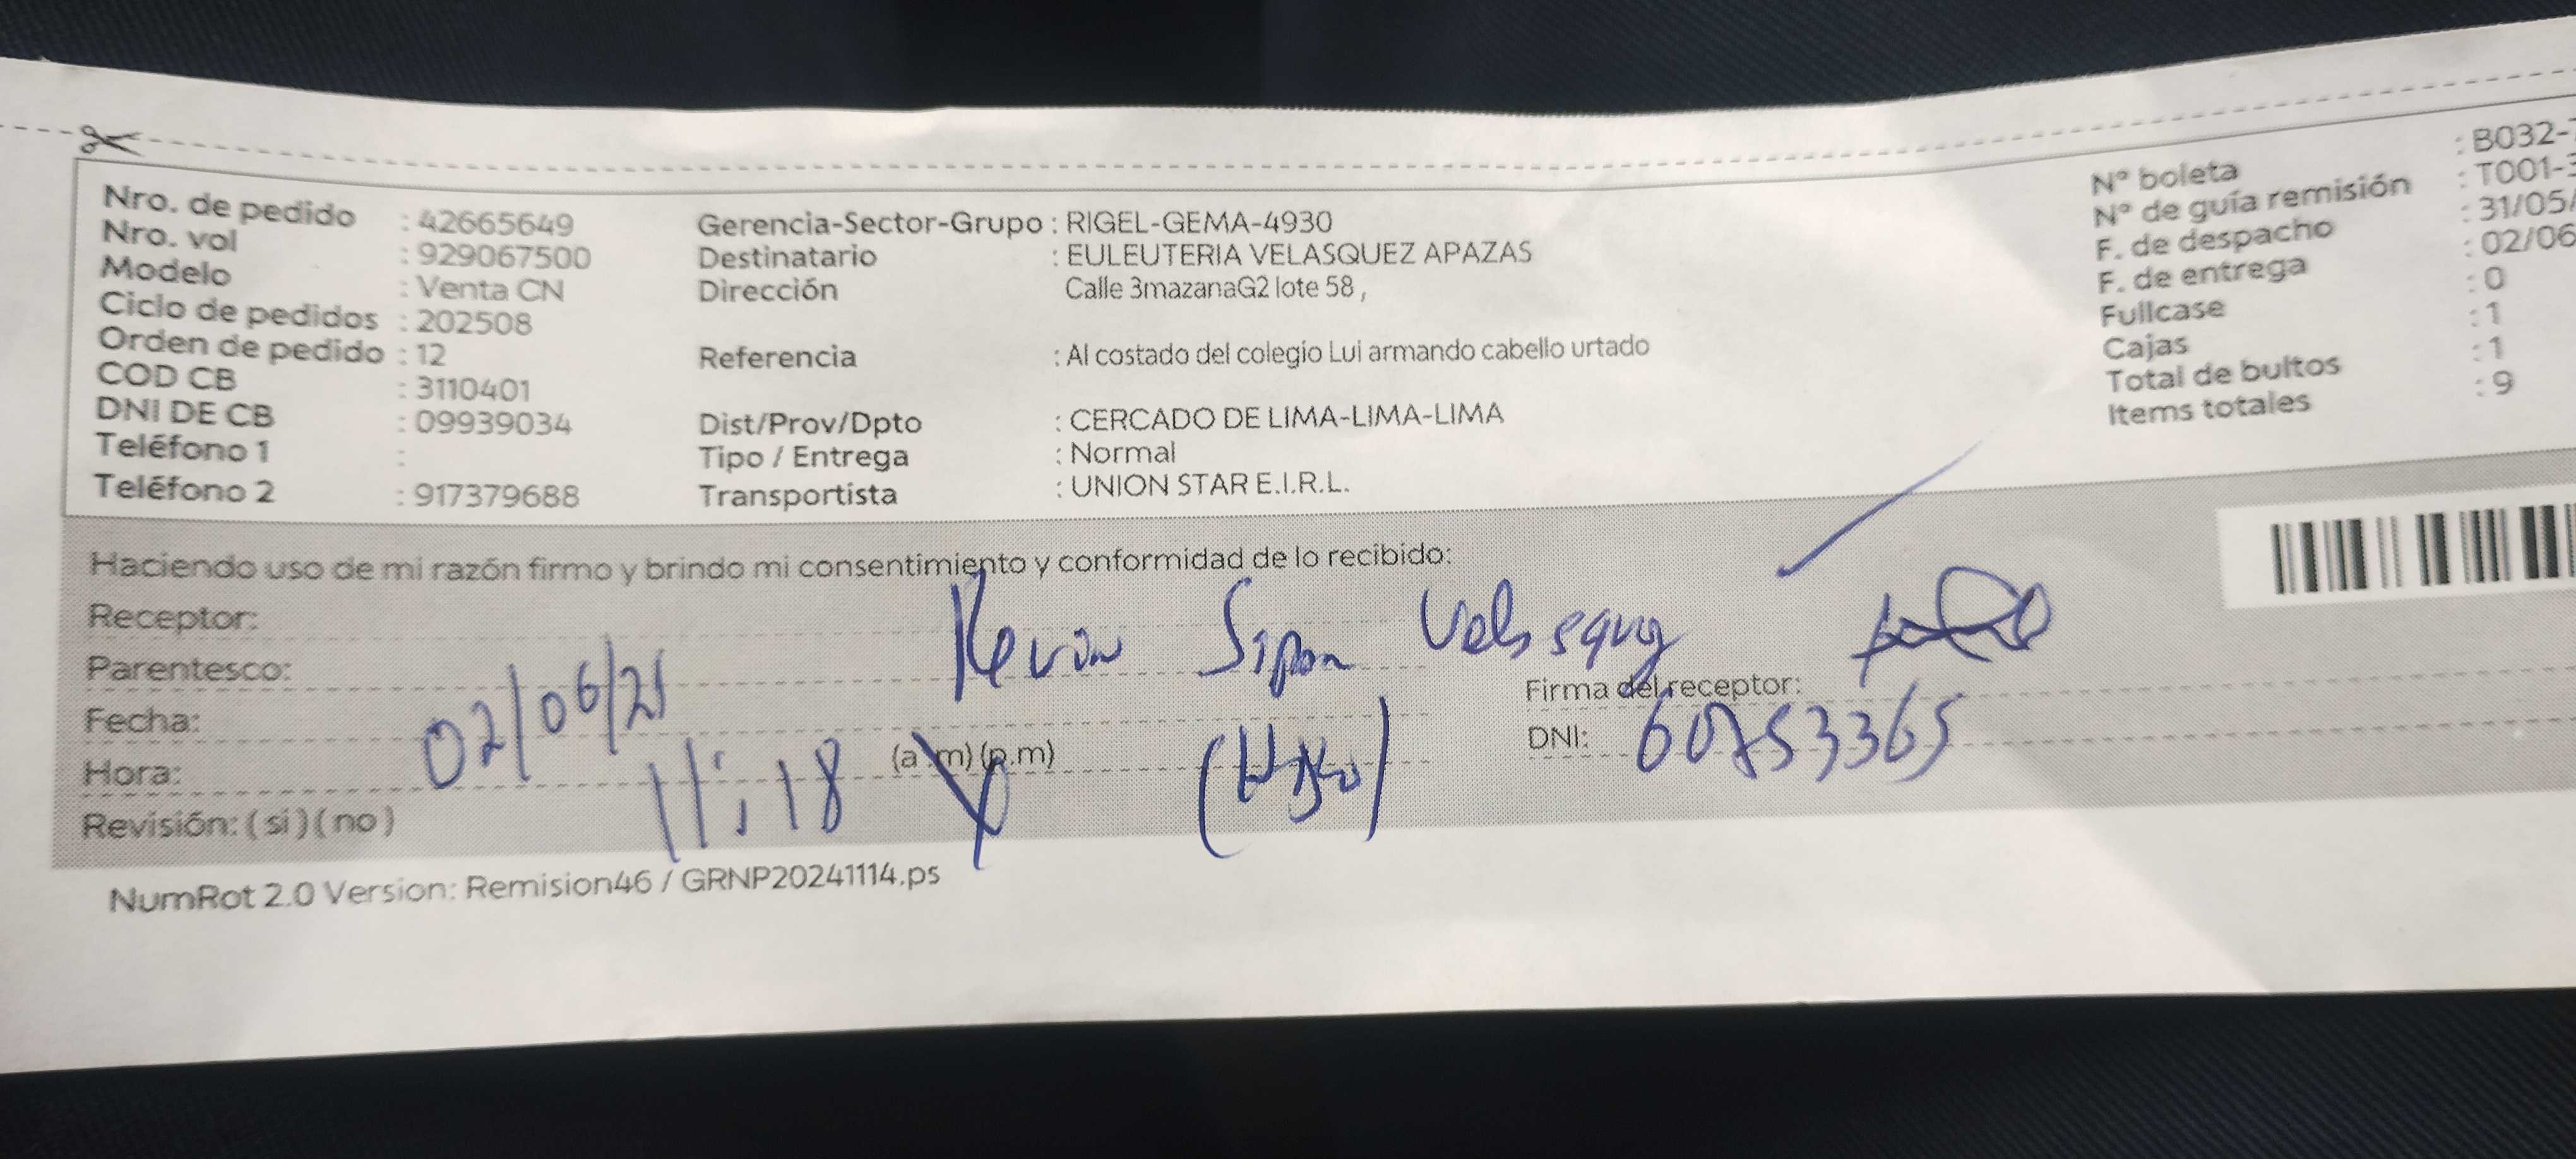 Nro. de pedido : 42665649
Nro. vol : 929067500
Modelo : Venta CN
Ciclo de pedidos : 202508
Orden de pedido : 12
COD CB : 3110401
DNI DE CB : 09939034
Teléfono 1 :
Teléfono 2 : 917379688
Gerencia-Sector-Grupo : RIGEL-GEMA-4930
Destinatario : EULEUTERIA VELASQUEZ APAZAS
Dirección Calle 3mazanaG2 lote 58 ,
Referencia : Al costado del colegio Lui armando cabello urtado
Dist/Prov/Dpto : CERCADO DE LIMA-LIMA-LIMA
Tipo / Entrega : Normal
Transportista : UNION STAR E.I.R.L.
N° boleta : B032-
N° de guía remisión : T001-3
F. de despacho : 31/05/
F. de entrega : 02/06
Fullcase : 0
Cajas : 1
Total de bultos : 1
Items totales : 9
Haciendo uso de mi razón firmo y brindo mi consentimiento y conformidad de lo recibido:
Receptor: Kevin Velasquez
Parentesco: (Hijo)
Fecha: 02/06/25
Hora: 11:18 (a.m) (p.m)
Revisión: ( si ) ( no )
Firma del receptor:
DNI:
NumRot 2.0 Version: Remision46 / GRNP20241114.ps